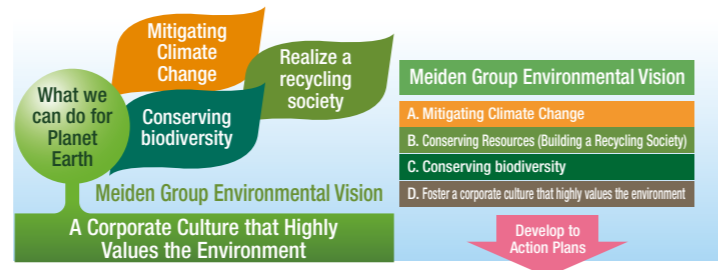 Mitigating
Climate
Change
Realize a
recycling
society
What we
can do for
Planet
Earth
Conserving
biodiversity
Meiden Group Environmental Vision
A Corporate Culture that Highly
Values the Environment
Meiden Group Environmental Vision
A. Mitigating Climate Change
B. Conserving Resources (Building a Recycling Society)
C. Conserving biodiversity
D. Foster a corporate culture that highly values the environment
Develop to
Action Plans